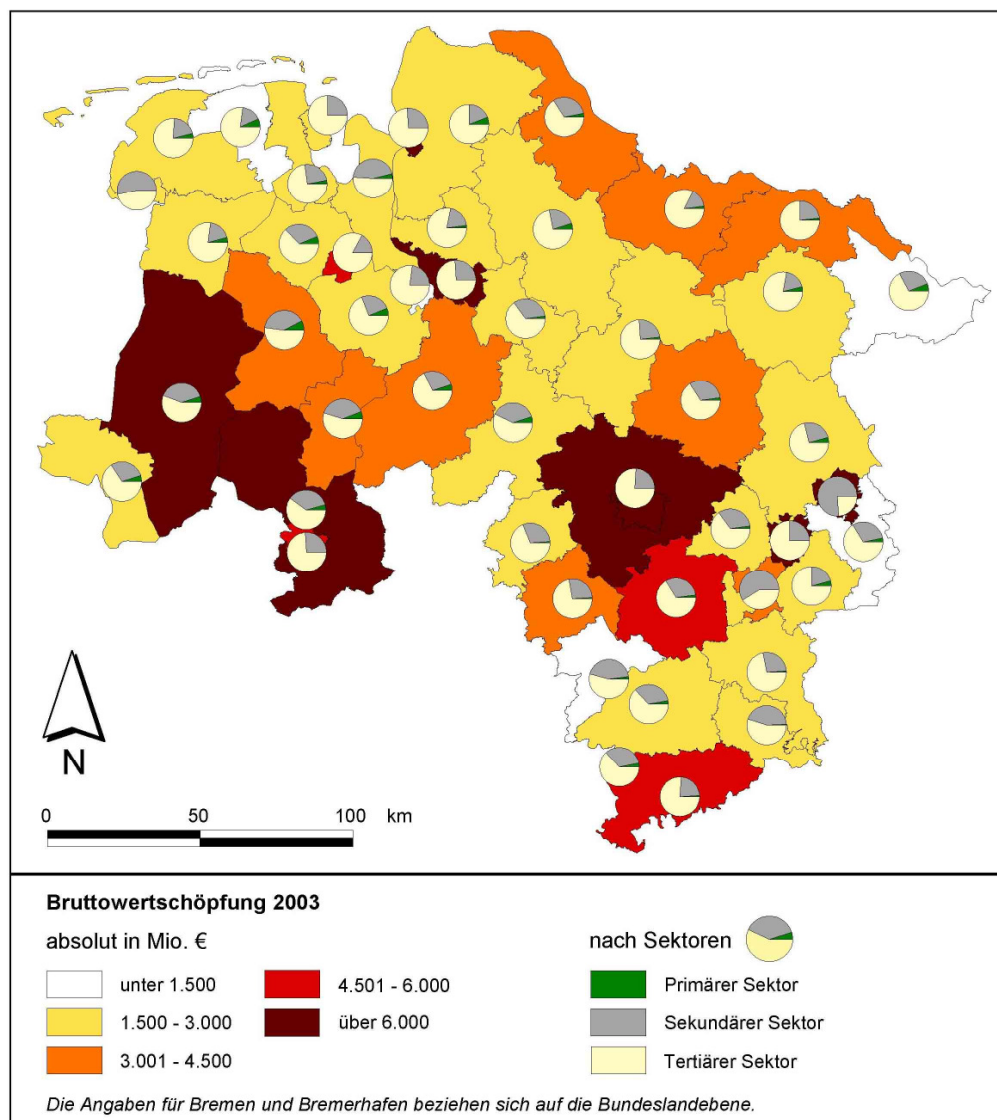 N
0 50 100 km
Bruttowertschöpfung 2003
absolut in Mio. €
nach Sektoren
unter 1.500
4.501 - 6.000
Primärer Sektor
1.500 - 3.000
über 6.000
Sekundärer Sektor
3.001 - 4.500
Tertiärer Sektor
Die Angaben für Bremen und Bremerhafen beziehen sich auf die Bundeslandebene.